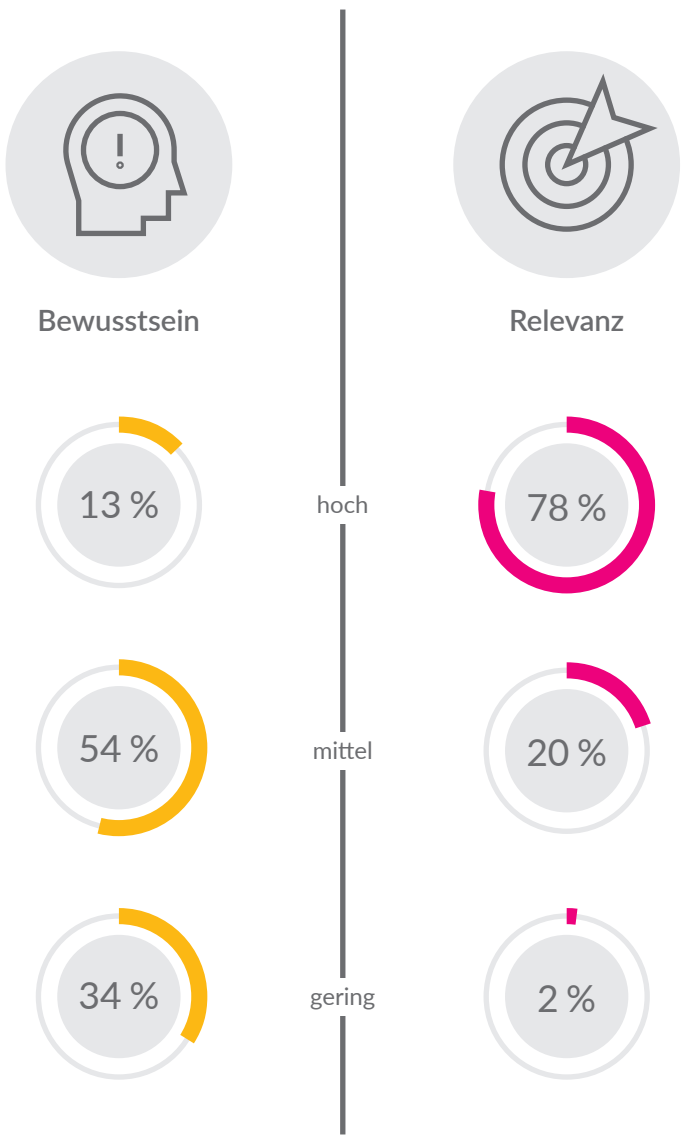 Bewusstsein
Relevanz
13 %
hoch
78 %
54 %
mittel
20 %
34 %
gering
2 %